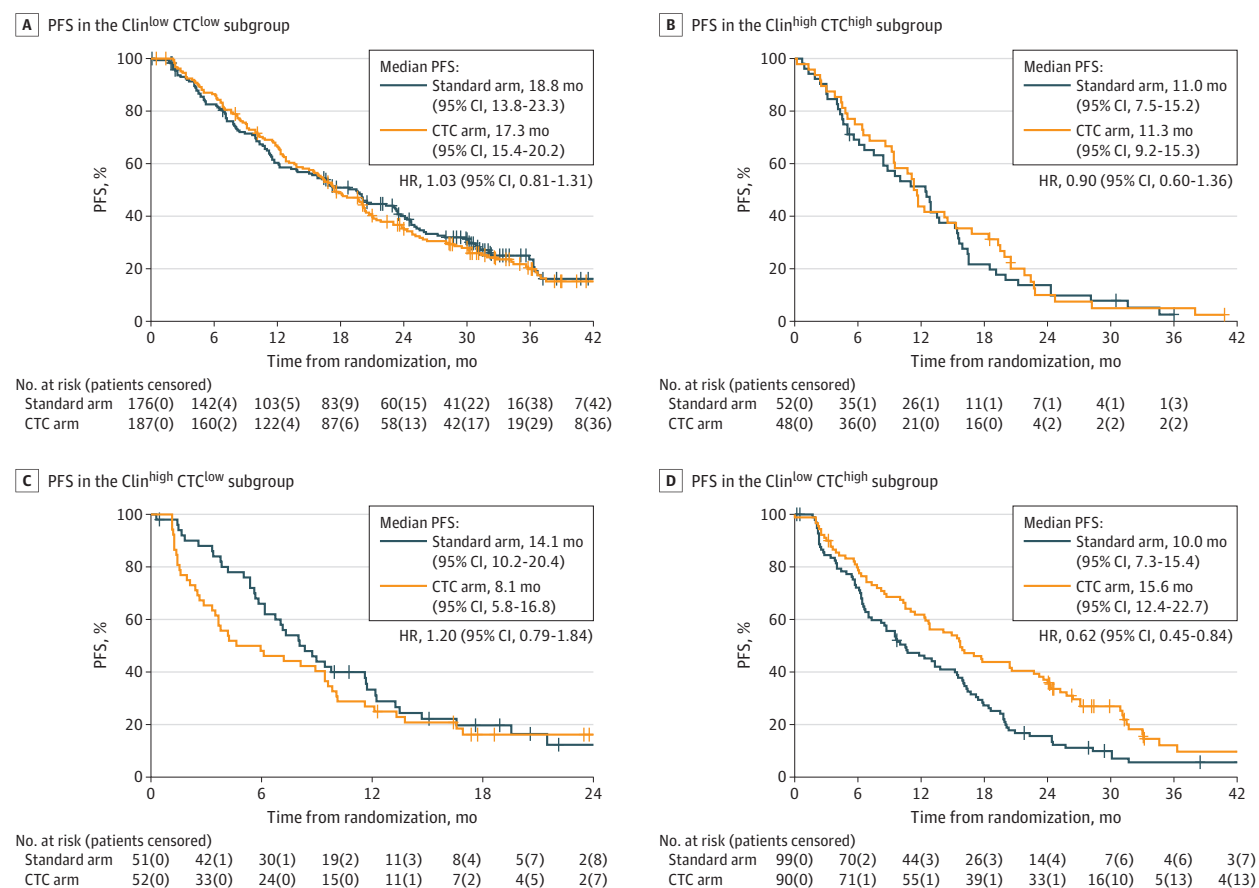 A PFS in the Clinlow CTClow subgroup
PFS, %
100
80
60
40
20
0
Median PFS:
Standard arm, 18.8 mo
(95% CI, 13.8-23.3)
CTC arm, 17.3 mo
(95% CI, 15.4-20.2)
HR, 1.03 (95% CI, 0.81-1.31)
0 6 12 18 24 30 36 42
Time from randomization, mo
No. at risk (patients censored)
Standard arm 176(0) 142(4) 103(5) 83(9) 60(15) 41(22) 16(38) 7(42)
CTC arm 187(0) 160(2) 122(4) 87(6) 58(13) 42(17) 19(29) 8(36)
B PFS in the Clinhigh CTChigh subgroup
PFS, %
100
80
60
40
20
0
Median PFS:
Standard arm, 11.0 mo
(95% CI, 7.5-15.2)
CTC arm, 11.3 mo
(95% CI, 9.2-15.3)
HR, 0.90 (95% CI, 0.60-1.36)
0 6 12 18 24 30 36 42
Time from randomization, mo
No. at risk (patients censored)
Standard arm 52(0) 35(1) 26(1) 11(1) 7(1) 4(1) 1(3)
CTC arm 48(0) 36(0) 21(0) 16(0) 4(2) 2(2) 2(2)
C PFS in the Clinhigh CTClow subgroup
PFS, %
100
80
60
40
20
0
Median PFS:
Standard arm, 14.1 mo
(95% CI, 10.2-20.4)
CTC arm, 8.1 mo
(95% CI, 5.8-16.8)
HR, 1.20 (95% CI, 0.79-1.84)
0 6 12 18 24
Time from randomization, mo
No. at risk (patients censored)
Standard arm 51(0) 42(1) 30(1) 19(2) 11(3) 8(4) 5(7) 2(8)
CTC arm 52(0) 33(0) 24(0) 15(0) 11(1) 7(2) 4(5) 2(7)
D PFS in the Clinlow CTChigh subgroup
PFS, %
100
80
60
40
20
0
Median PFS:
Standard arm, 10.0 mo
(95% CI, 7.3-15.4)
CTC arm, 15.6 mo
(95% CI, 12.4-22.7)
HR, 0.62 (95% CI, 0.45-0.84)
0 6 12 18 24 30 36 42
Time from randomization, mo
No. at risk (patients censored)
Standard arm 99(0) 70(2) 44(3) 26(3) 14(4) 7(6) 4(6) 3(7)
CTC arm 90(0) 71(1) 55(1) 39(1) 33(1) 16(10) 5(13) 4(13)